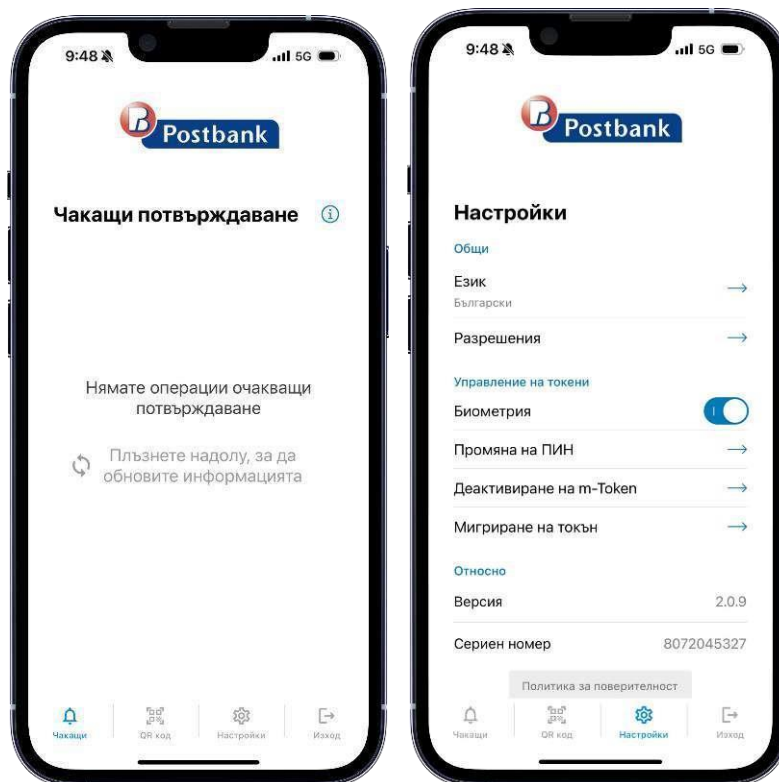 9:48
5G
Postbank
Чакащи потвърждаване
Нямате операции очакващи
потвърждаване
Плъзнете надолу, за да
обновите информацията
Чакащи
QR код
Настройки
Изход
9:48
5G
Postbank
Настройки
Общи
Език
Български
Разрешения
Управление на токени
Биометрия
Промяна на ПИН
Деактивиране на m-Token
Мигриране на токън
Относно
Версия 2.0.9
Сериен номер 8072045327
Политика за поверителност
Чакащи
QR код
Настройки
Изход